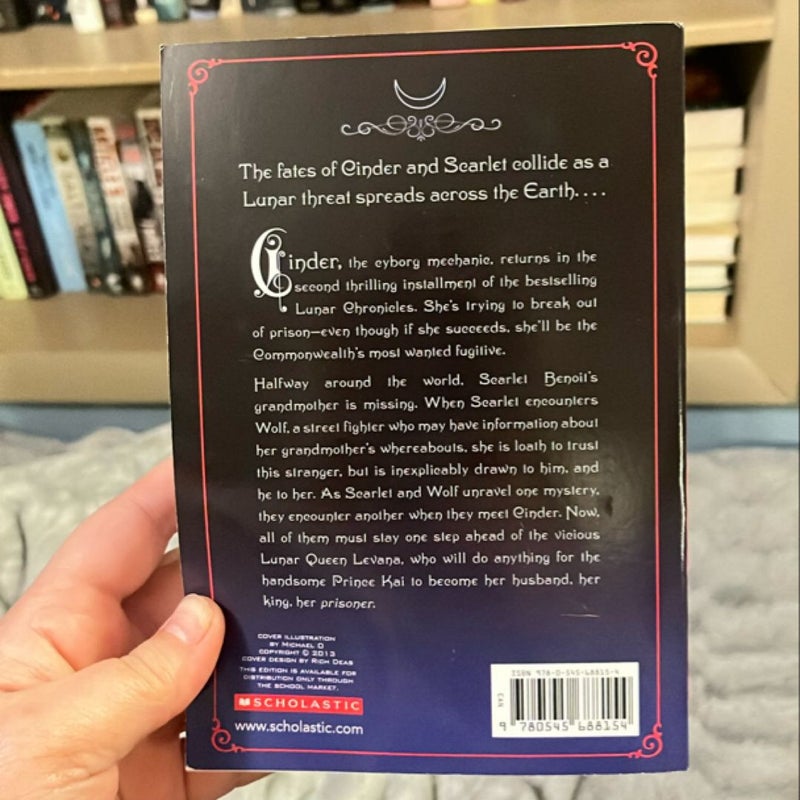 The fates of Cinder and Scarlet collide as a
Lunar threat spreads across the Earth....
Cinder, the cyborg mechanic, returns in the
second thrilling installment of the bestselling
Lunar Chronicles. She's trying to break out
of prison—even though if she succeeds, she'll be the
Commonwealth's most wanted fugitive.
Halfway around the world, Scarlet Benoit's
grandmother is missing. When Scarlet encounters
Wolf, a street fighter who may have information about
her grandmother's whereabouts, she is loath to trust
this stranger, but is inexplicably drawn to him, and
he to her. As Scarlet and Wolf unravel one mystery,
they encounter another when they meet Cinder. Now,
all of them must stay one step ahead of the vicious
Lunar Queen Levana, who will do anything for the
handsome Prince Kai to become her husband, her
king, her prisoner.
COVER ILLUSTRATION
BY MICHAEL O
COPYRIGHT © 2013
COVER DESIGN BY RICH DEAS
THIS EDITION IS AVAILABLE FOR
DISTRIBUTION ONLY THROUGH
THE SCHOOL MARKET.
SCHOLASTIC
www.scholastic.com
ISBN 978-0-545-68815-4
EAN
9 780545 688154